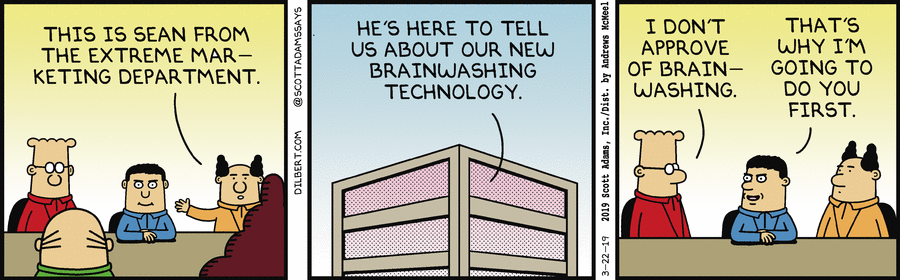 THIS IS SEAN FROM
THE EXTREME MAR-
KETING DEPARTMENT.
DILBERT.COM @SCOTTADAMSSAYS
HE'S HERE TO TELL
US ABOUT OUR NEW
BRAINWASHING
TECHNOLOGY.
3-22-19 2019 Scott Adams, Inc./Dist. by Andrews McMeel
I DON'T
APPROVE
OF BRAIN-
WASHING.
THAT'S
WHY I'M
GOING TO
DO YOU
FIRST.